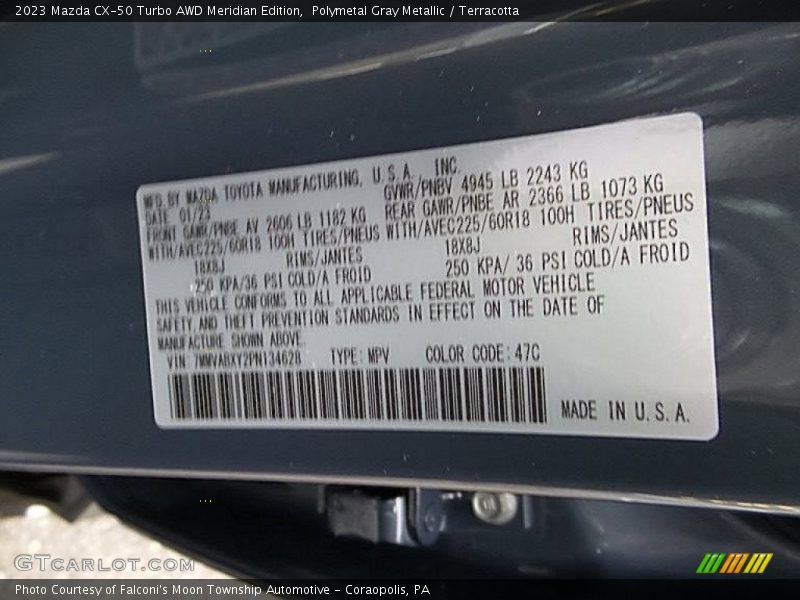 2023 Mazda CX-50 Turbo AWD Meridian Edition, Polymetal Gray Metallic / Terracotta
MFD BY MAZDA TOYOTA MANUFACTURING, U.S.A. INC.
DATE 01/23 GVWR/PNBV 4945 LB 2243 KG
FRONT GAWR/PNBE AV 2606 LB 1182 KG REAR GAWR/PNBE AR 2366 LB 1073 KG
WITH/AVEC225/60R18 100H TIRES/PNEUS WITH/AVEC225/60R18 100H TIRES/PNEUS
18X8J RIMS/JANTES 18X8J RIMS/JANTES
250 KPA/36 PSI COLD/A FROID 250 KPA/ 36 PSI COLD/A FROID
THIS VEHICLE CONFORMS TO ALL APPLICABLE FEDERAL MOTOR VEHICLE
SAFETY AND THEFT PREVENTION STANDARDS IN EFFECT ON THE DATE OF
MANUFACTURE SHOWN ABOVE.
VIN: 7MMVABXY2PN134628 TYPE: MPV COLOR CODE: 47C
MADE IN U.S.A.
GTcarlot.com
Photo Courtesy of Falconi's Moon Township Automotive - Coraopolis, PA